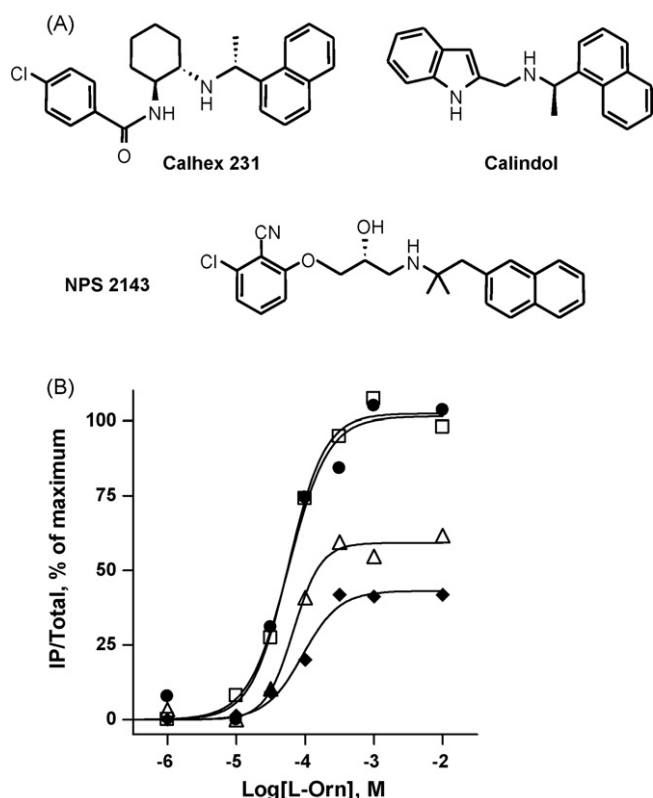 (A)
Cl
O
N
H
N
H
Calhex 231
N
H
H
N
Calindol
NPS 2143
CN
Cl
O
OH
H
N
(B)
IP/Total, % of maximum
100
75
50
25
0
-6
-5
-4
-3
-2
Log[L-Orn], M